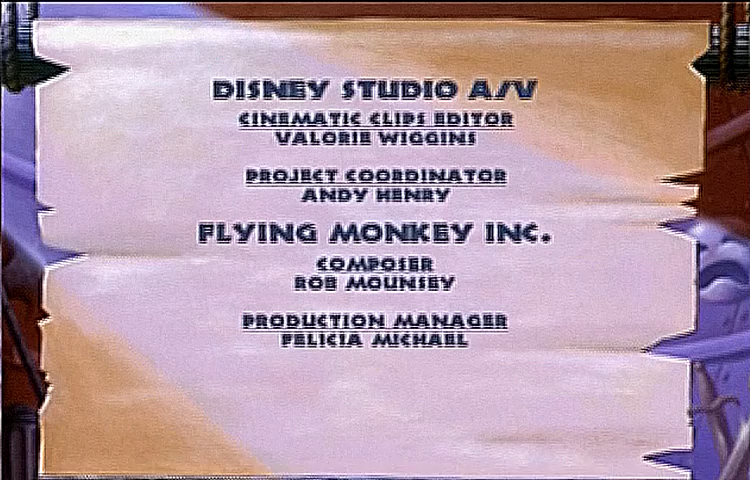 DISNEY STUDIO A/V
CINEMATIC CLIPS EDITOR
VALORIE WIGGINS
PROJECT COORDINATOR
ANDY HENRY
FLYING MONKEY INC.
COMPOSER
ROB MOUNSEY
PRODUCTION MANAGER
FELICIA MICHAEL